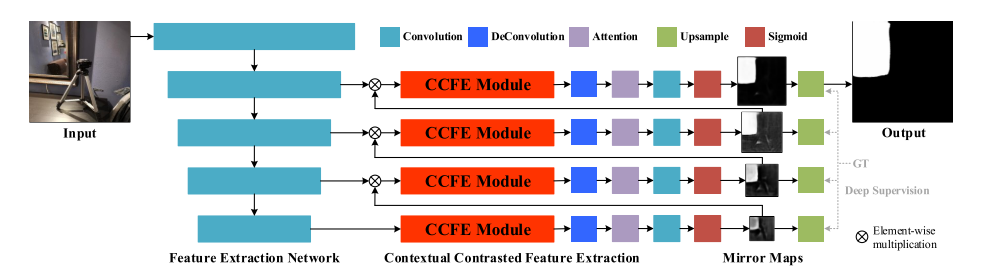 Convolution
DeConvolution
Attention
Upsample
Sigmoid
CCFE Module
CCFE Module
CCFE Module
CCFE Module
Input
Output
GT
Deep Supervision
Element-wise
multiplication
Feature Extraction Network
Contextual Contrasted Feature Extraction
Mirror Maps